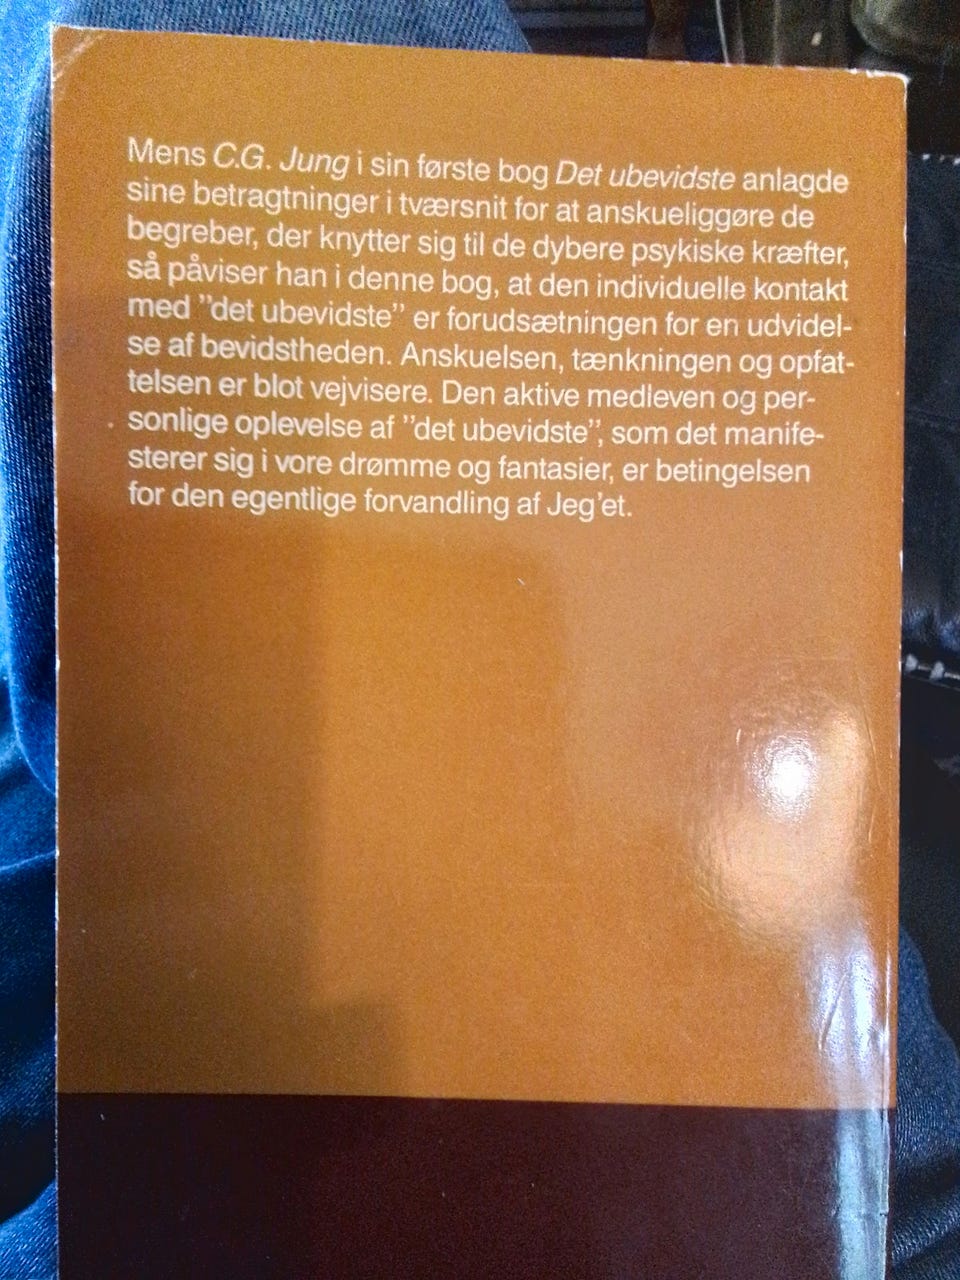 Mens C.G. Jung i sin første bog Det ubevidste anlagde
sine betragtninger i tværsnit for at anskueliggøre de
begreber, der knytter sig til de dybere psykiske kræfter,
så påviser han i denne bog, at den individuelle kontakt
med ”det ubevidste” er forudsætningen for en udvidel-
se af bevidstheden. Anskuelsen, tænkningen og opfat-
telsen er blot vejvisere. Den aktive medleven og per-
sonlige oplevelse af ”det ubevidste”, som det manife-
sterer sig i vore drømme og fantasier, er betingelsen
for den egentlige forvandling af Jeg'et.